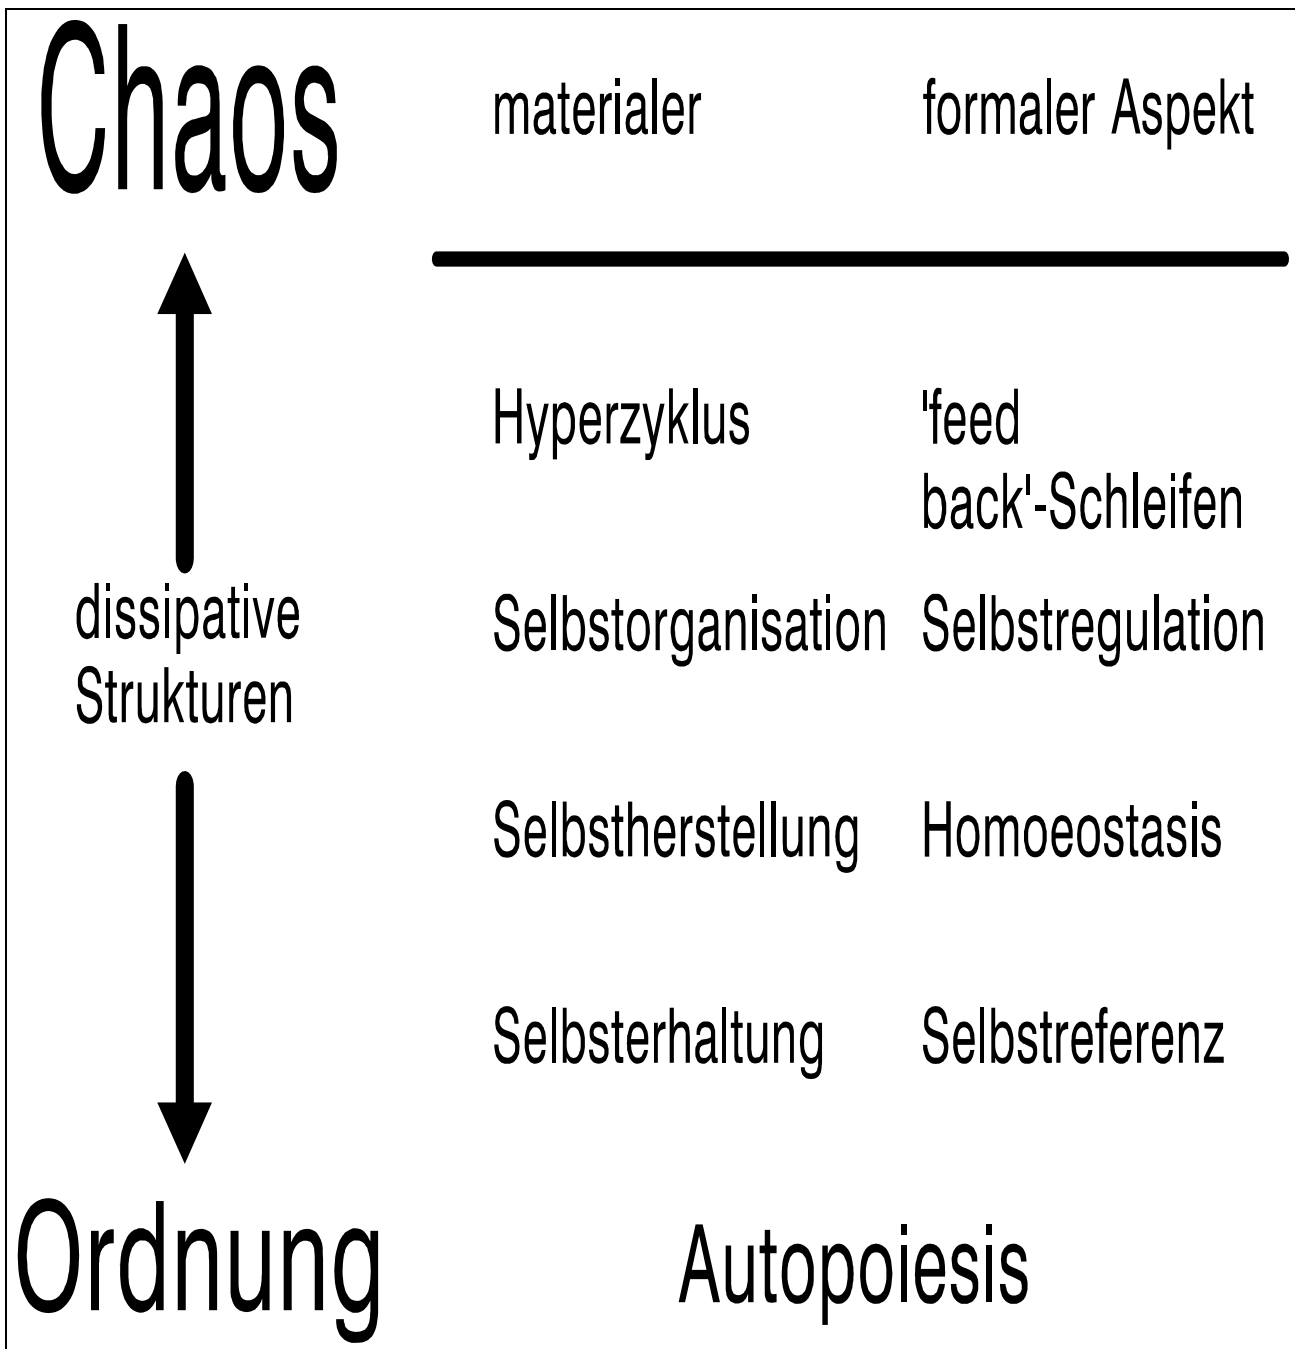 Chaos
materialer
formaler Aspekt
Hyperzyklus
'feed
back'-Schleifen
dissipative
Strukturen
Selbstorganisation
Selbstregulation
Selbstherstellung
Homoeostasis
Selbsterhaltung
Selbstreferenz
Ordnung
Autopoiesis